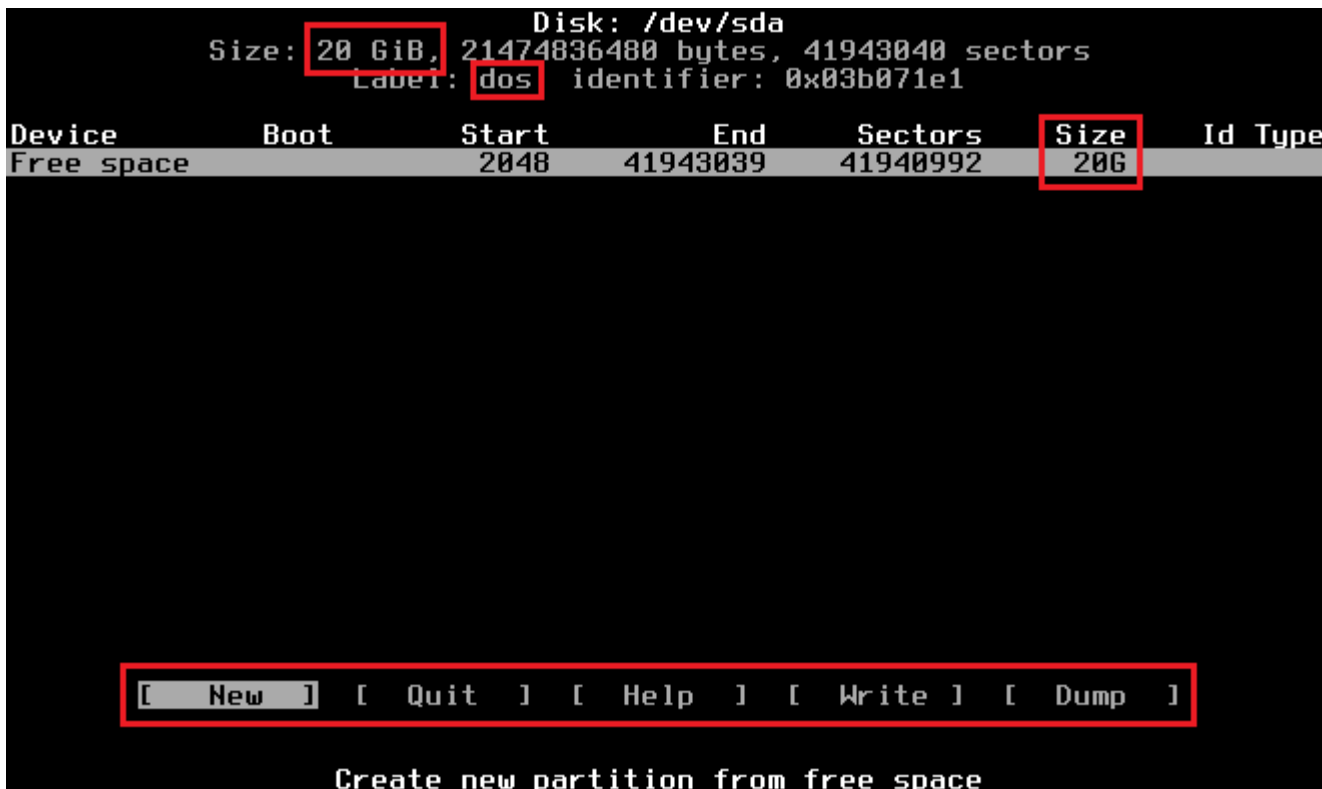 Disk: /dev/sda
Size: 20 GiB, 21474836480 bytes, 41943040 sectors
Label: dos identifier: 0x03b071e1
Device Boot Start End Sectors Size Id Type
Free space 2048 41943039 41940992 20G
[ New ] [ Quit ] [ Help ] [ Write ] [ Dump ]
Create new partition from free space